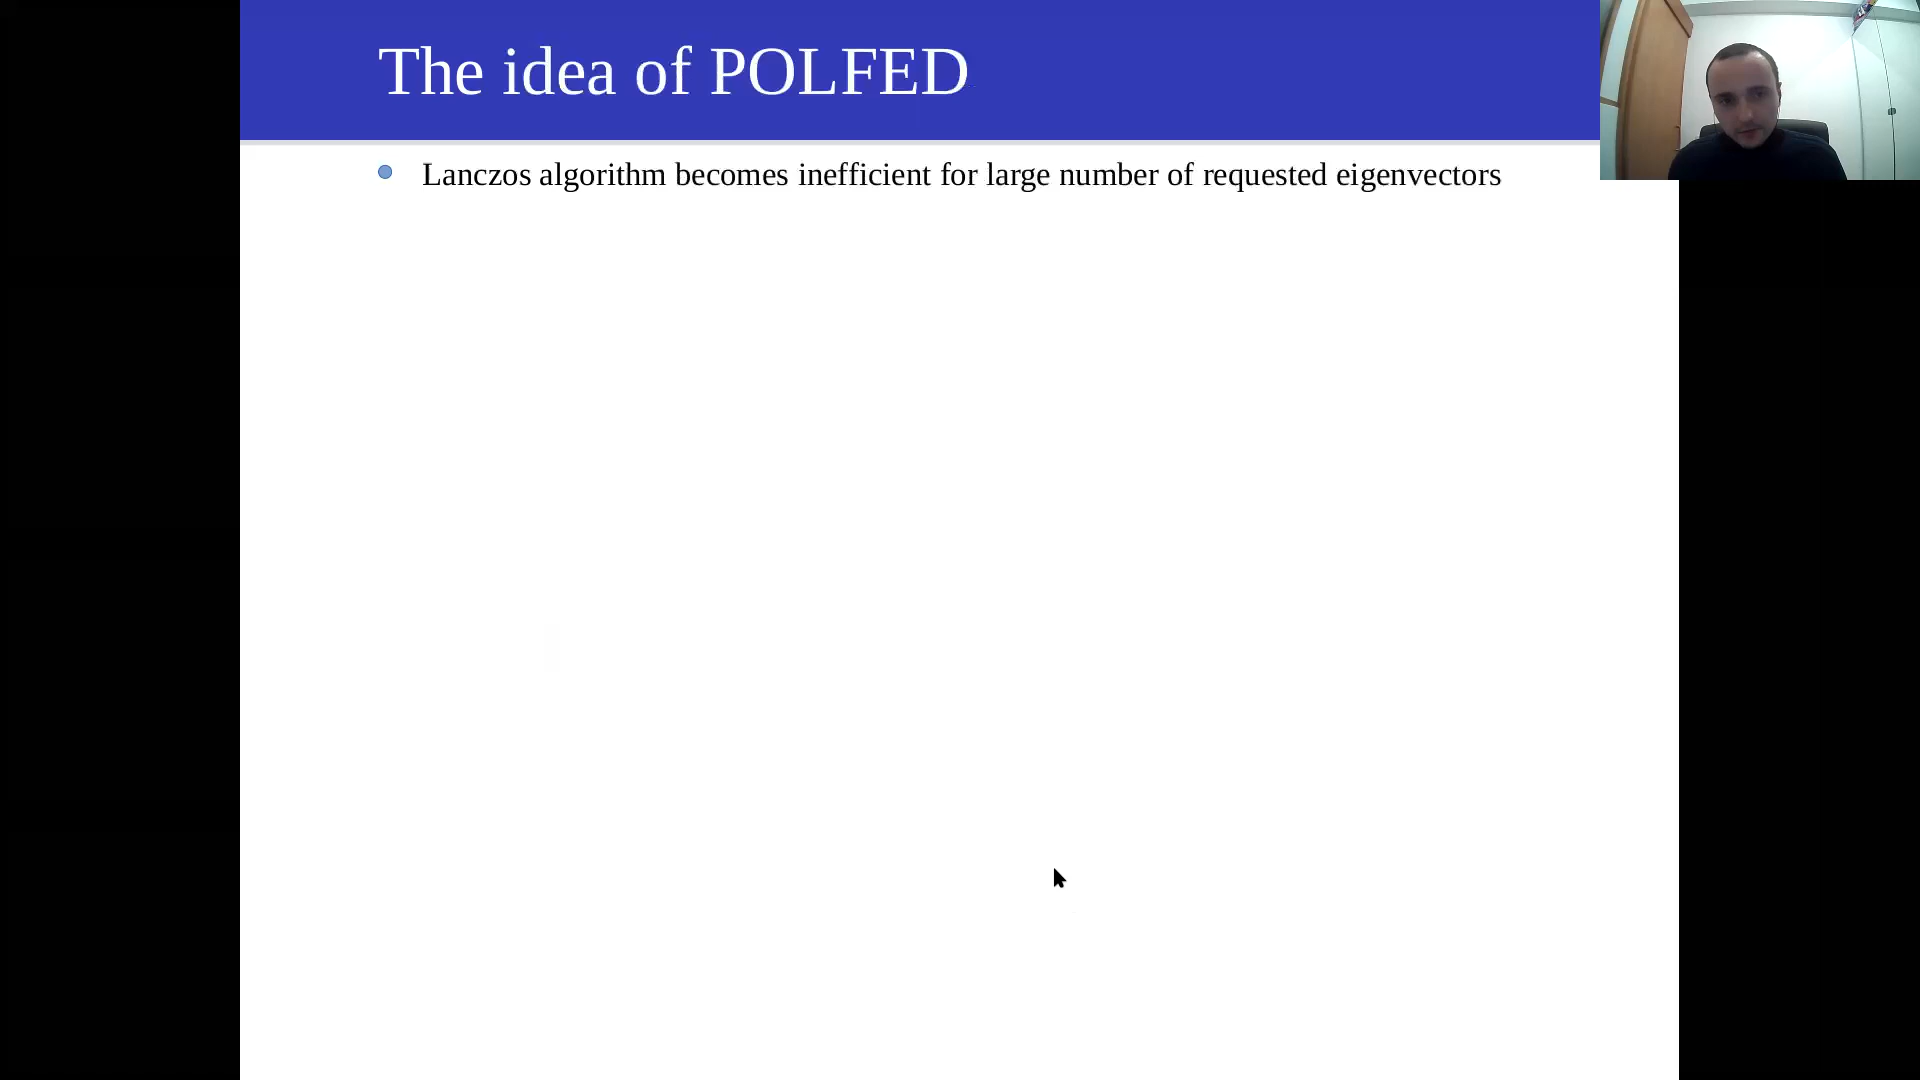 The idea of POLFED
Lanczos algorithm becomes inefficient for large number of requested eigenvectors